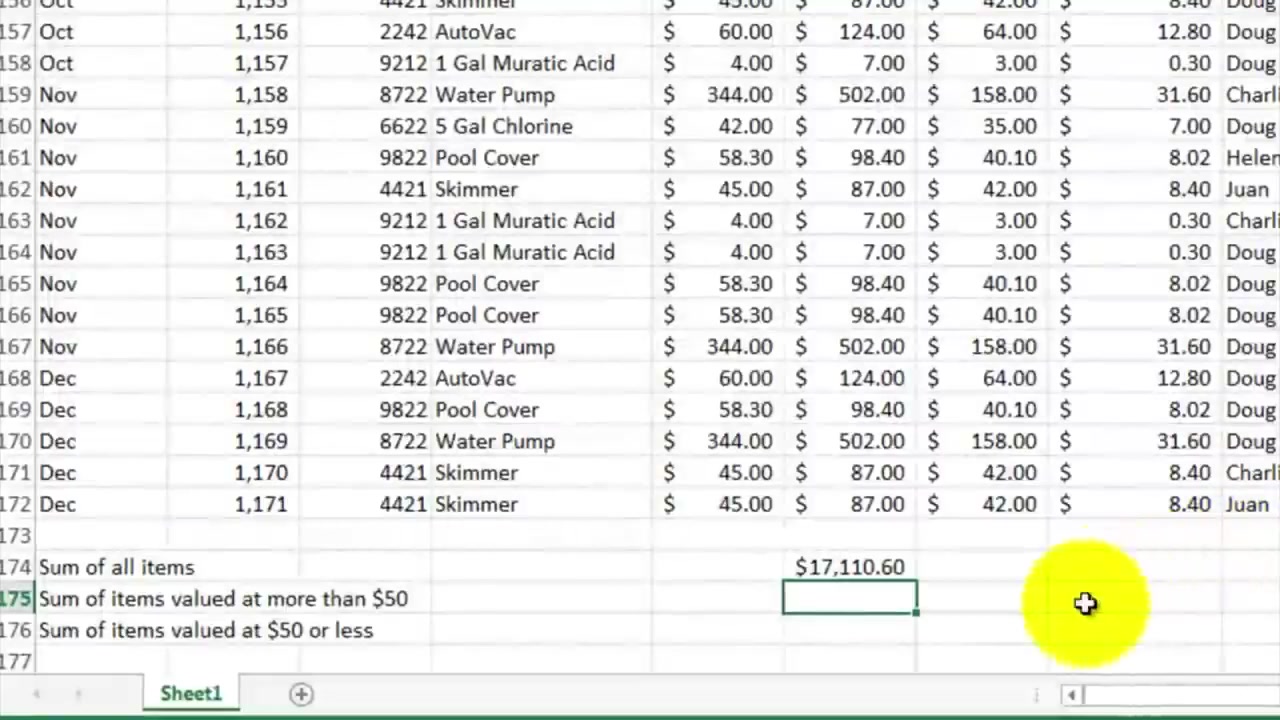 Oct 1,155 4421 Skimmer $ 45.00 $ 87.00 $ 42.00 $ 8.40 Doug
157 Oct 1,156 2242 AutoVac $ 60.00 $ 124.00 $ 64.00 $ 12.80 Doug
158 Oct 1,157 9212 1 Gal Muratic Acid $ 4.00 $ 7.00 $ 3.00 $ 0.30 Doug
159 Nov 1,158 8722 Water Pump $ 344.00 $ 502.00 $ 158.00 $ 31.60 Charli
160 Nov 1,159 6622 5 Gal Chlorine $ 42.00 $ 77.00 $ 35.00 $ 7.00 Doug
161 Nov 1,160 9822 Pool Cover $ 58.30 $ 98.40 $ 40.10 $ 8.02 Helen
162 Nov 1,161 4421 Skimmer $ 45.00 $ 87.00 $ 42.00 $ 8.40 Juan
163 Nov 1,162 9212 1 Gal Muratic Acid $ 4.00 $ 7.00 $ 3.00 $ 0.30 Charli
164 Nov 1,163 9212 1 Gal Muratic Acid $ 4.00 $ 7.00 $ 3.00 $ 0.30 Doug
165 Nov 1,164 9822 Pool Cover $ 58.30 $ 98.40 $ 40.10 $ 8.02 Doug
166 Nov 1,165 9822 Pool Cover $ 58.30 $ 98.40 $ 40.10 $ 8.02 Doug
167 Nov 1,166 8722 Water Pump $ 344.00 $ 502.00 $ 158.00 $ 31.60 Doug
168 Dec 1,167 2242 AutoVac $ 60.00 $ 124.00 $ 64.00 $ 12.80 Doug
169 Dec 1,168 9822 Pool Cover $ 58.30 $ 98.40 $ 40.10 $ 8.02 Doug
170 Dec 1,169 8722 Water Pump $ 344.00 $ 502.00 $ 158.00 $ 31.60 Doug
171 Dec 1,170 4421 Skimmer $ 45.00 $ 87.00 $ 42.00 $ 8.40 Charli
172 Dec 1,171 4421 Skimmer $ 45.00 $ 87.00 $ 42.00 $ 8.40 Juan
173
174 Sum of all items $17,110.60
175 Sum of items valued at more than $50
176 Sum of items valued at $50 or less
177
Sheet1